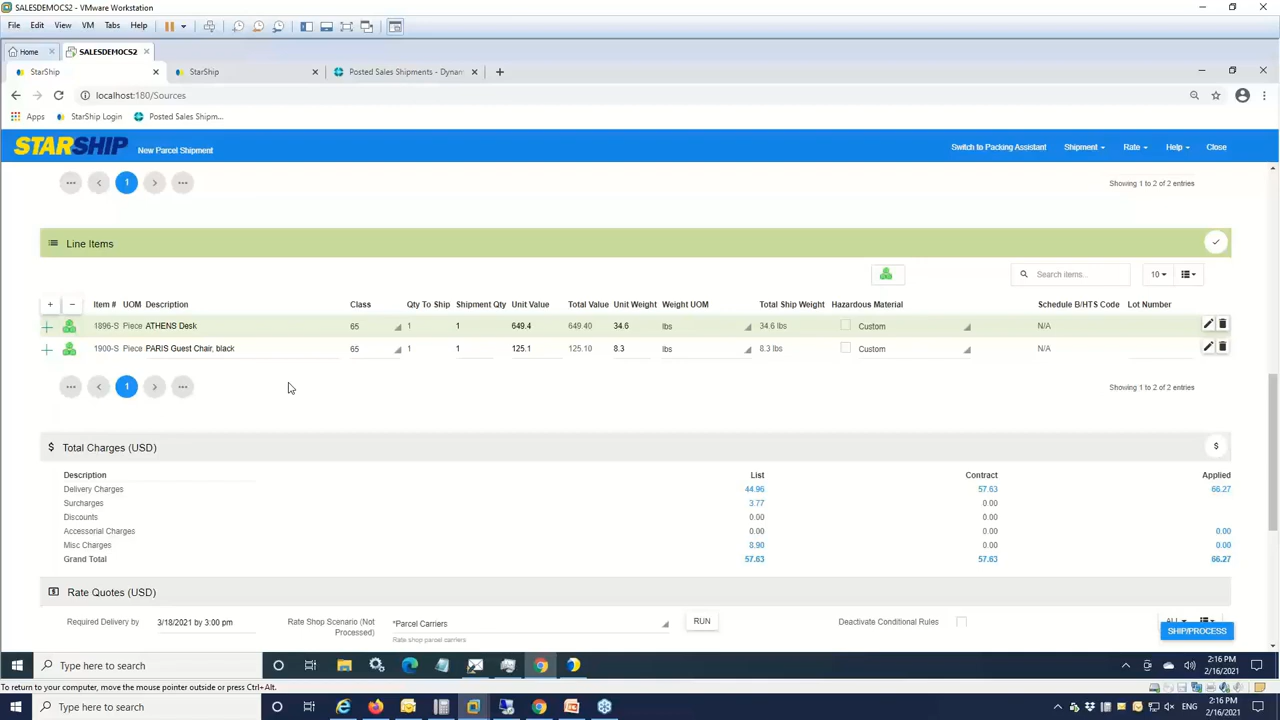 SALESDEMOCS2 - VMware Workstation
File Edit View VM Tabs Help
Home SALESDEMOCS2
StarShip StarShip Posted Sales Shipments - Dynam
localhost:180/Sources
Apps StarShip Login Posted Sales Shipm...
STARSHIP New Parcel Shipment Switch to Packing Assistant Shipment Rate Help Close
1 Showing 1 to 2 of 2 entries
Line Items
Search items... 10
Item # UOM Description Class Qty To Ship Shipment Qty Unit Value Total Value Unit Weight Weight UOM Total Ship Weight Hazardous Material Schedule B/HTS Code Lot Number
1896-S Piece ATHENS Desk 65 1 1 649.4 649.40 34.6 lbs 34.6 lbs Custom N/A
1900-S Piece PARIS Guest Chair, black 65 1 1 125.1 125.10 8.3 lbs 8.3 lbs Custom N/A
1 Showing 1 to 2 of 2 entries
$ Total Charges (USD) $
Description List Contract Applied
Delivery Charges 44.96 57.63 66.27
Surcharges 3.77 0.00
Discounts 0.00 0.00
Accessorial Charges 0.00 0.00 0.00
Misc Charges 8.90 0.00 0.00
Grand Total 57.63 57.63 66.27
Rate Quotes (USD)
Required Delivery by 3/18/2021 by 3:00 pm Rate Shop Scenario (Not Processed) *Parcel Carriers RUN Deactivate Conditional Rules ALL
Rate shop parcel carriers
SHIP/PROCESS
Type here to search 2:16 PM
2/16/2021
To return to your computer, move the mouse pointer outside or press Ctrl+Alt.
Type here to search ENG 2:16 PM
2/16/2021